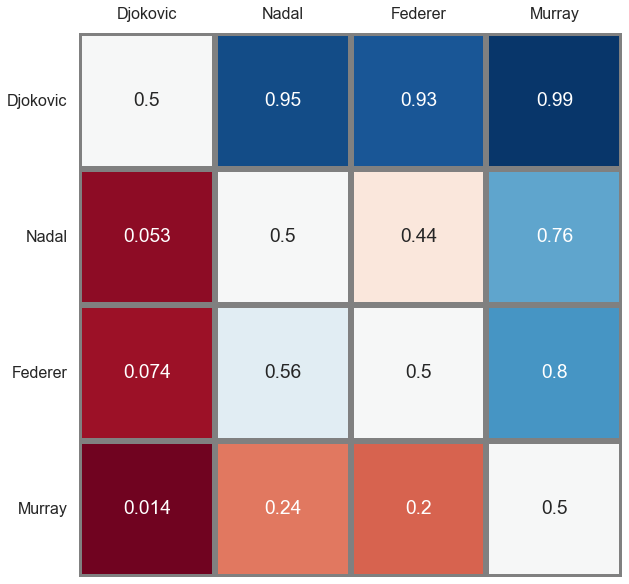 Djokovic Nadal Federer Murray
Djokovic 0.5 0.95 0.93 0.99
Nadal 0.053 0.5 0.44 0.76
Federer 0.074 0.56 0.5 0.8
Murray 0.014 0.24 0.2 0.5